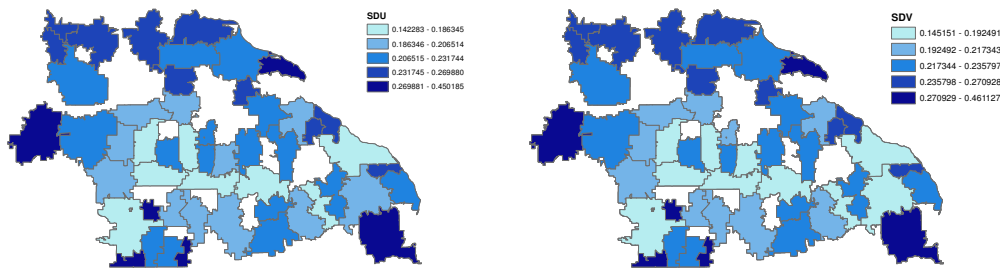 SDU
0.142283 - 0.186345
0.186346 - 0.206514
0.206515 - 0.231744
0.231745 - 0.269880
0.269881 - 0.450185
SDV
0.145151 - 0.192491
0.192492 - 0.217343
0.217344 - 0.235797
0.235798 - 0.270928
0.270929 - 0.461127